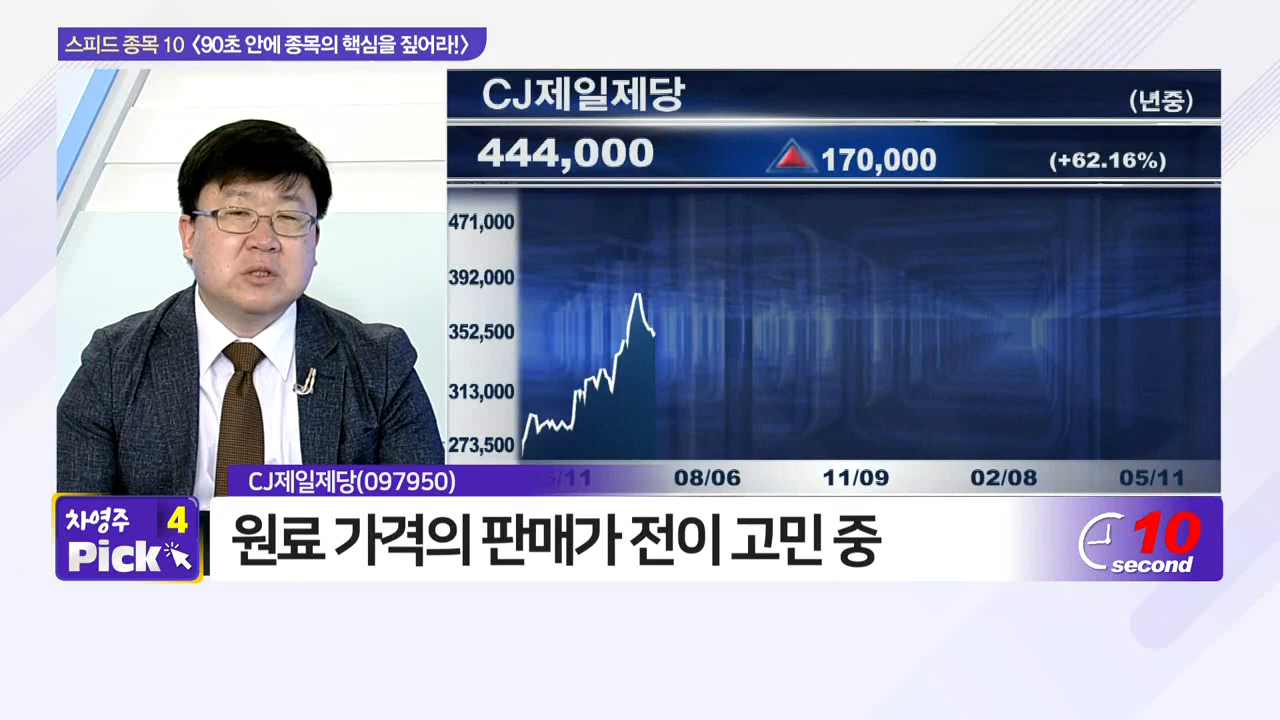 스피드 종목 10 <90초 안에 종목의 핵심을 짚어라!>
CJ제일제당
(년중)
444,000
170,000
(+62.16%)
471,000
392,000
352,500
313,000
273,500
/11
08/06
11/09
02/08
05/11
CJ제일제당(097950)
차영주 4
Pick
원료 가격의 판매가 전이 고민 중
10
second